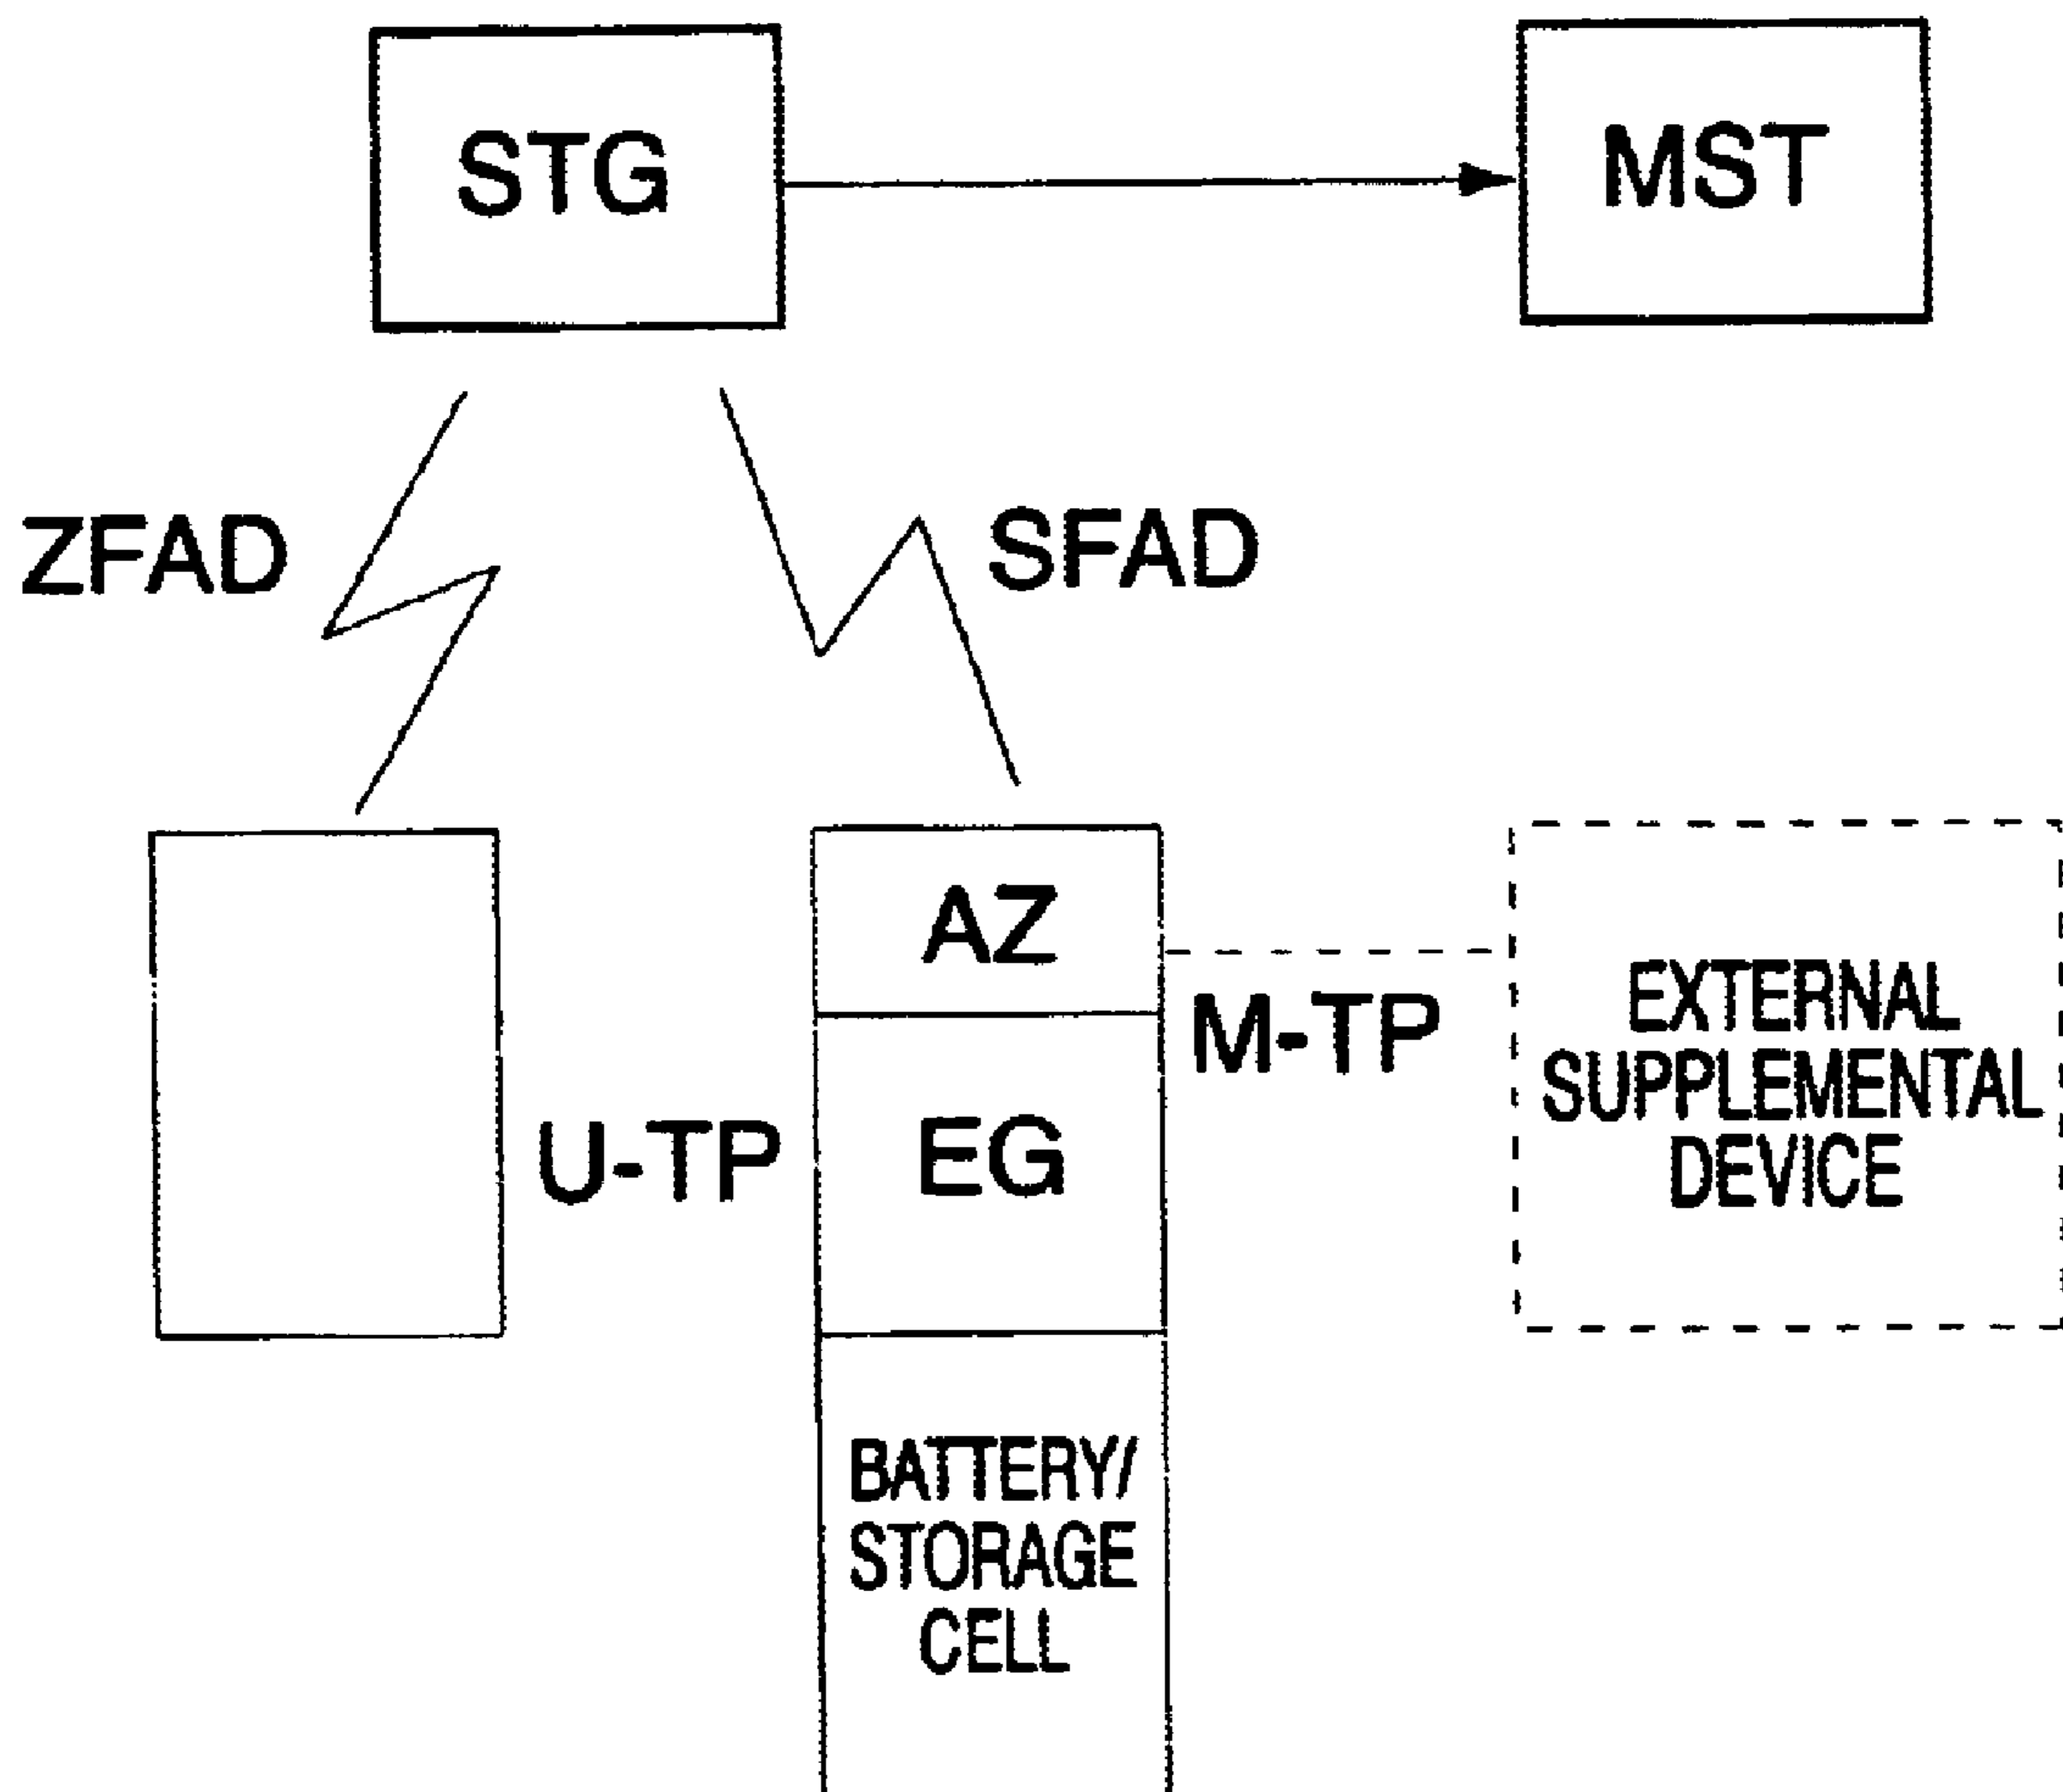 STG
MST
ZFAD
SFAD
AZ
M-TP
EXTERNAL
SUPPLEMENTAL
DEVICE
U-TP
EG
BATTERY/
STORAGE
CELL